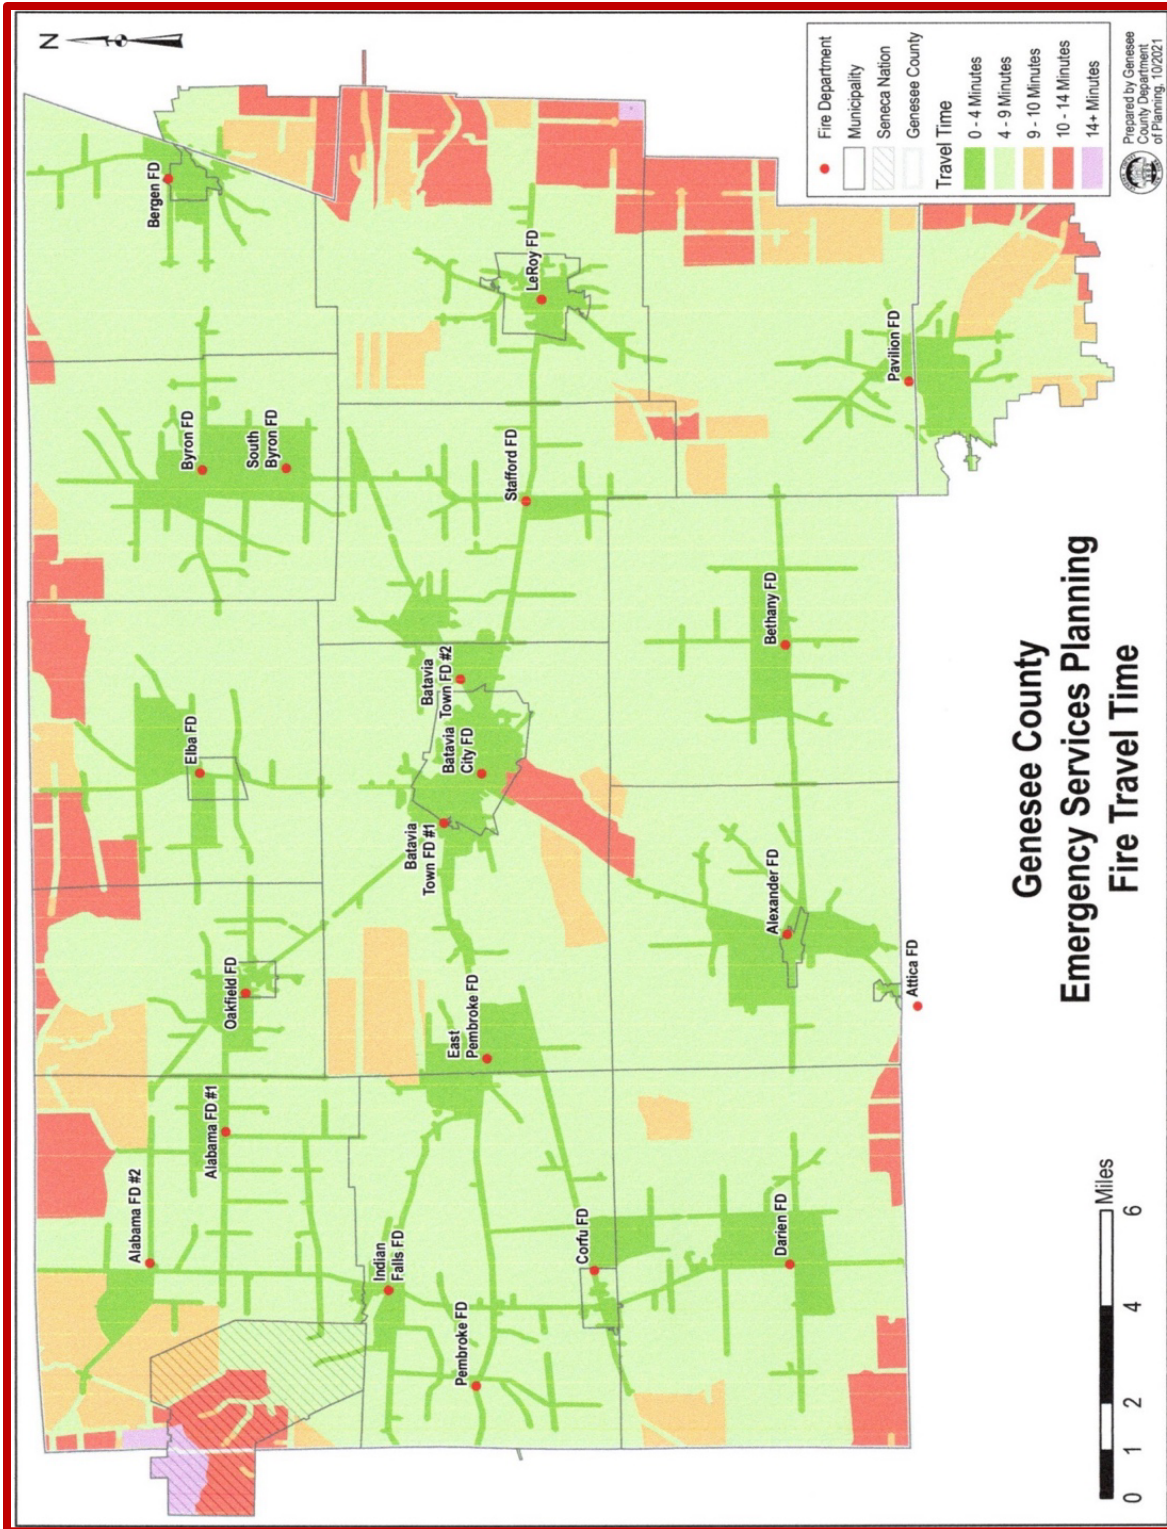 N
Bergen FD
Byron FD
South
Byron FD
LeRoy FD
Stafford FD
Pavilion FD
Elba FD
Batavia
Town FD #2
Batavia
City FD
Batavia
Town FD #1
Bethany FD
Oakfield FD
East
Pembroke FD
Alexander FD
Attica FD
Alabama FD #1
Alabama FD #2
Indian
Falls FD
Pembroke FD
Corfu FD
Darien FD
Fire Department
Municipality
Seneca Nation
Genesee County
Travel Time
0 - 4 Minutes
4 - 9 Minutes
9 - 10 Minutes
10 - 14 Minutes
14+ Minutes
Prepared by Genesee
County Department
of Planning, 10/2021
Genesee County
Emergency Services Planning
Fire Travel Time
Miles
0 1 2 4 6